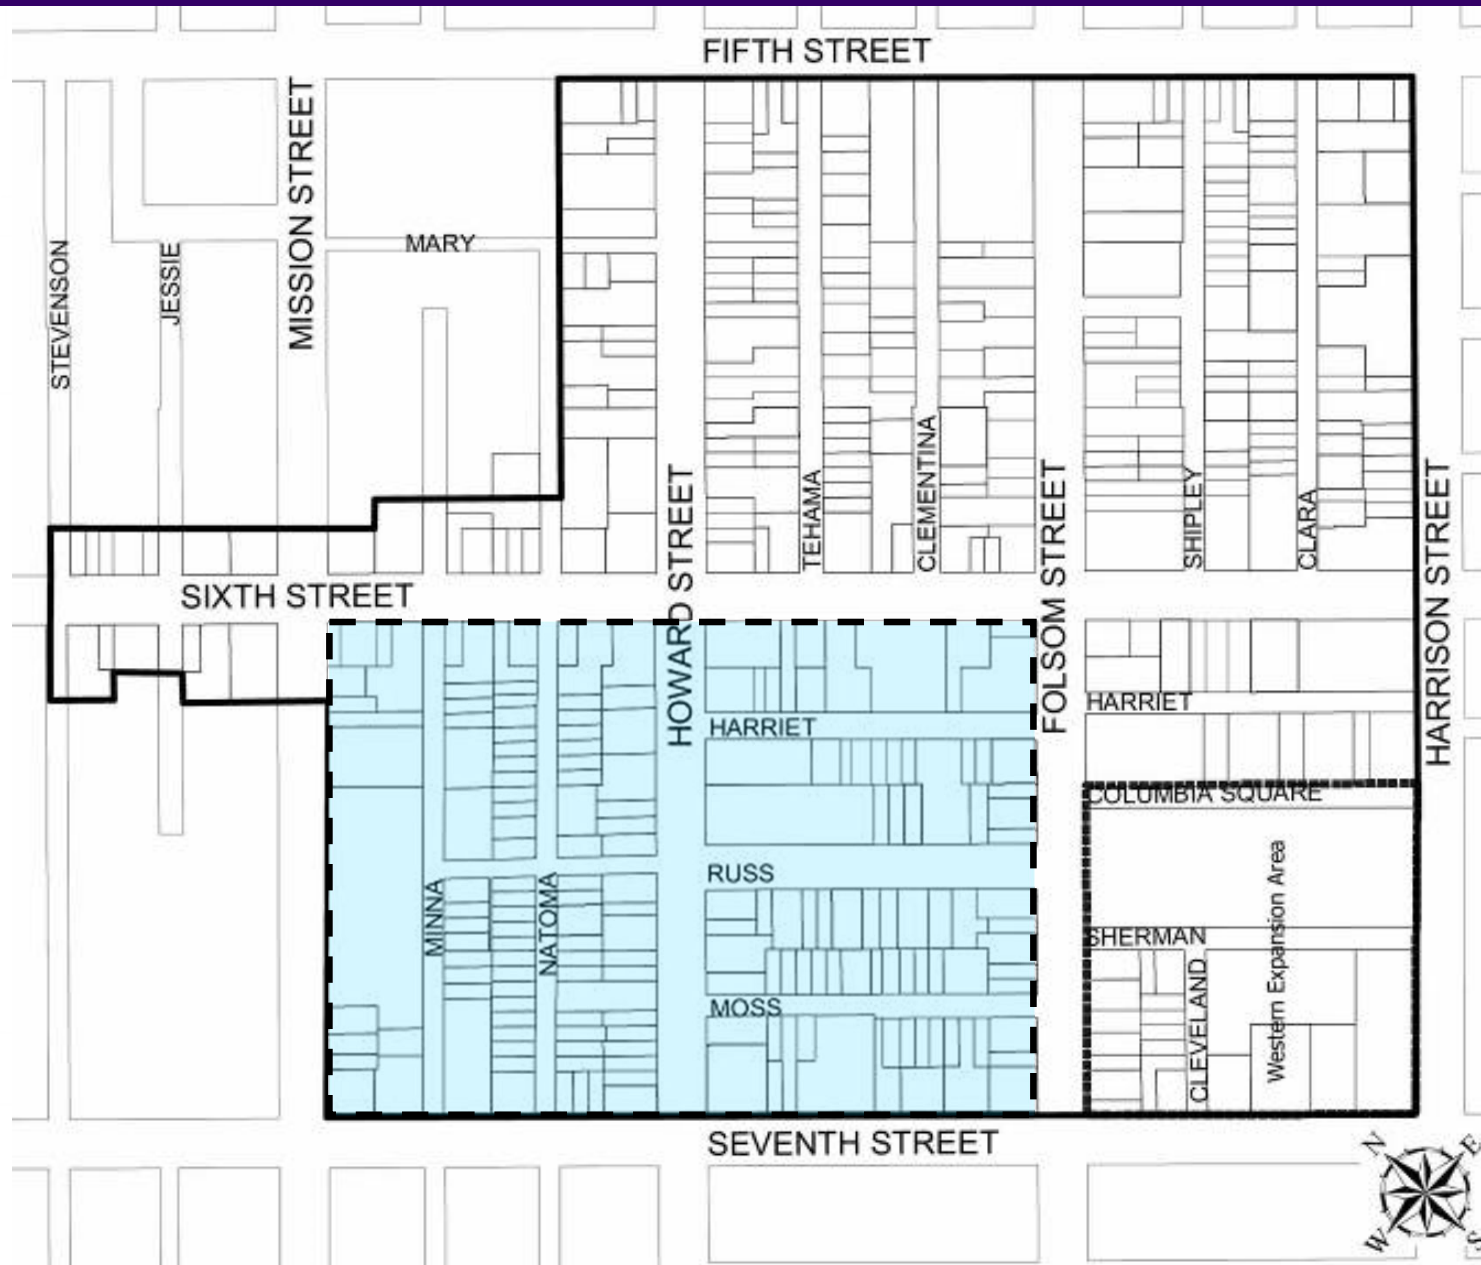 FIFTH STREET
MISSION STREET
STEVENSON
JESSIE
MARY
TEHAMA
CLEMENTINA
SHIPLEY
CLARA
HOWARD STREET
FOLSOM STREET
HARRISON STREET
SIXTH STREET
HARRIET
HARRIET
COLUMBIA SQUARE
Western Expansion Area
RUSS
MINNA
NATOMA
SHERMAN
CLEVELAND
MOSS
SEVENTH STREET
N
E
W
S